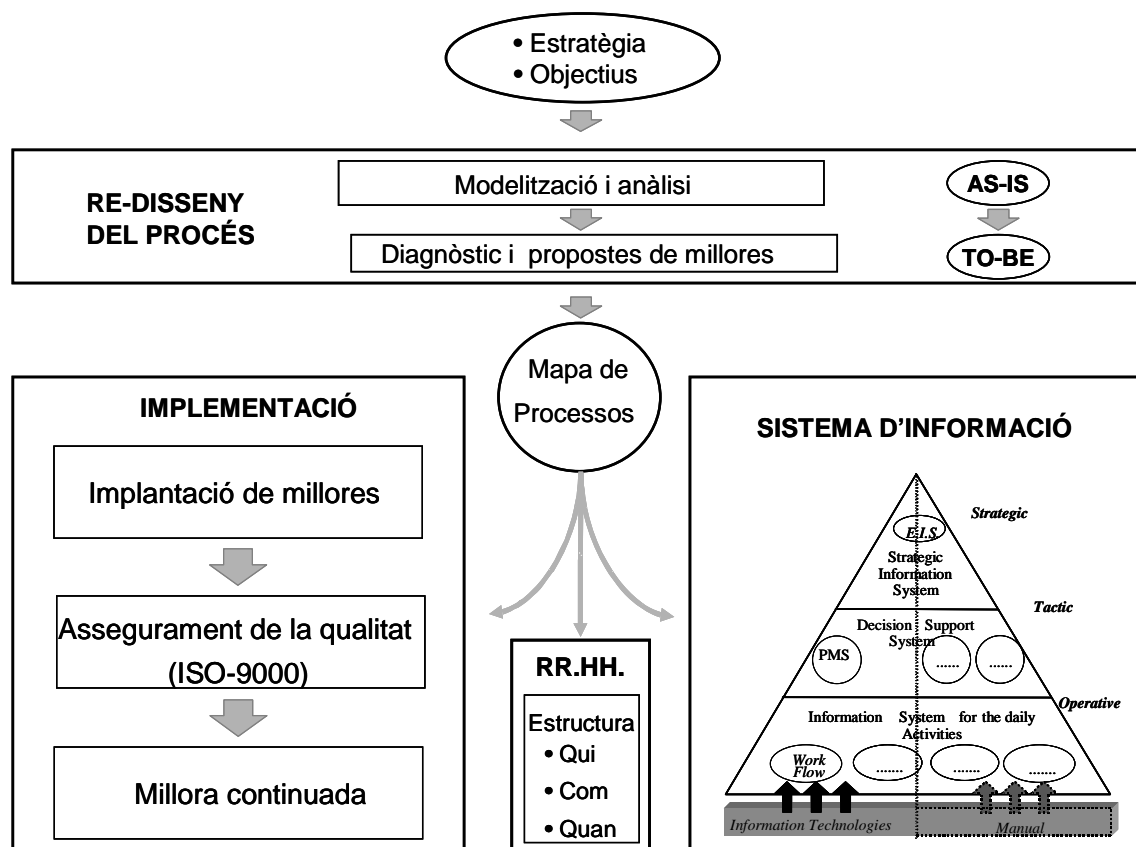 • Estratègia
• Objectius
RE-DISSENY
DEL PROCÉS
Modelització i anàlisi
Diagnòstic i propostes de millores
AS-IS
TO-BE
Mapa de
Processos
IMPLEMENTACIÓ
Implantació de millores
Assegurament de la qualitat
(ISO-9000)
Millora continuada
RR.HH.
Estructura
• Qui
• Com
• Quan
SISTEMA D’INFORMACIÓ
Strategic
E.I.S.
Strategic
Information
System
Tactic
Decision Support
System
PMS
......
......
Operative
Information System for the daily
Activities
Work
Flow
.......
.......
.......
Information Technologies
Manual